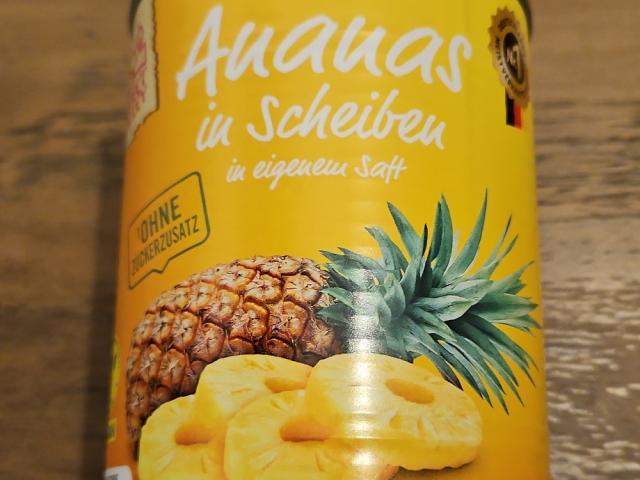 Ananas
in Scheiben
in eigenem Saft
OHNE
ZUCKERZUSATZ